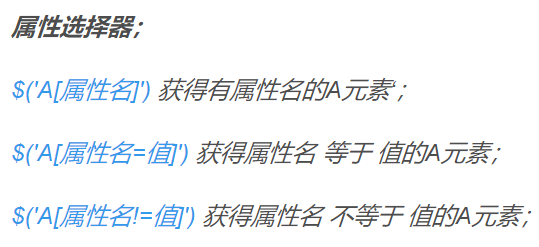 属性选择器；
$('A[属性名]') 获得有属性名的A元素‘ ；
$('A[属性名=值]') 获得属性名 等于 值的A元素；
$('A[属性名!=值]') 获得属性名 不等于 值的A元素；